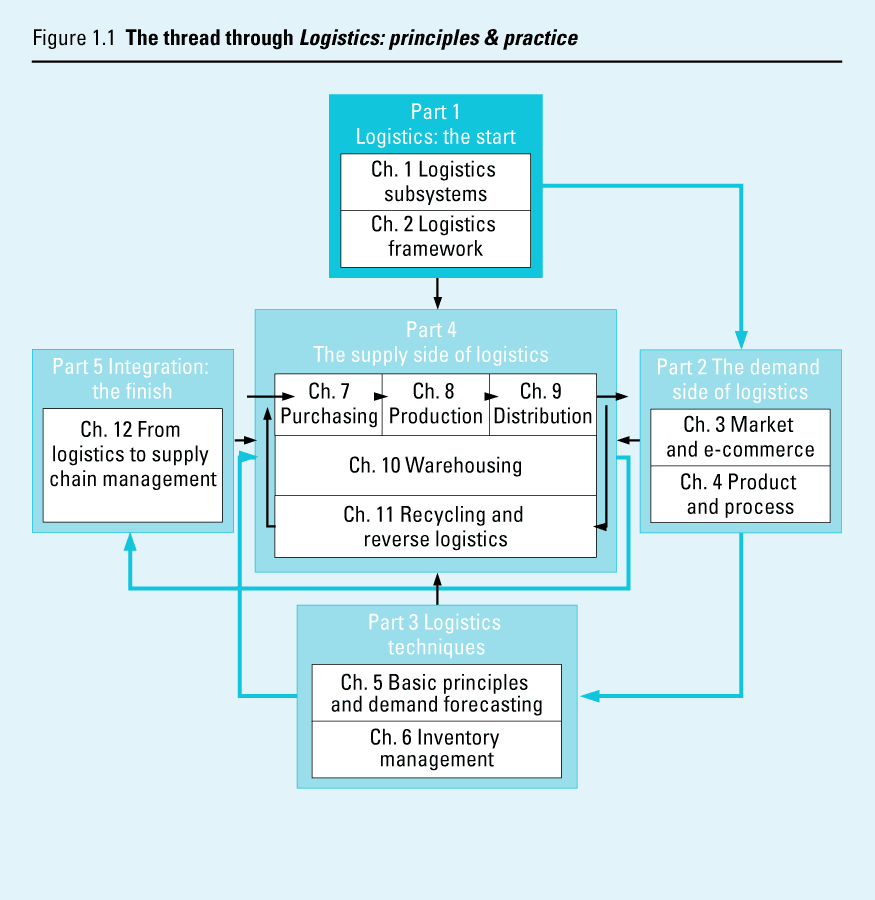 Figure 1.1 The thread through Logistics: principles & practice
Part 1
Logistics: the start
Ch. 1 Logistics
subsystems
Ch. 2 Logistics
framework
Part 4
The supply side of logistics
Ch. 7
Purchasing
Ch. 8
Production
Ch. 9
Distribution
Ch. 10 Warehousing
Ch. 11 Recycling and
reverse logistics
Part 5 Integration:
the finish
Ch. 12 From
logistics to supply
chain management
Part 2 The demand
side of logistics
Ch. 3 Market
and e-commerce
Ch. 4 Product
and process
Part 3 Logistics
techniques
Ch. 5 Basic principles
and demand forecasting
Ch. 6 Inventory
management